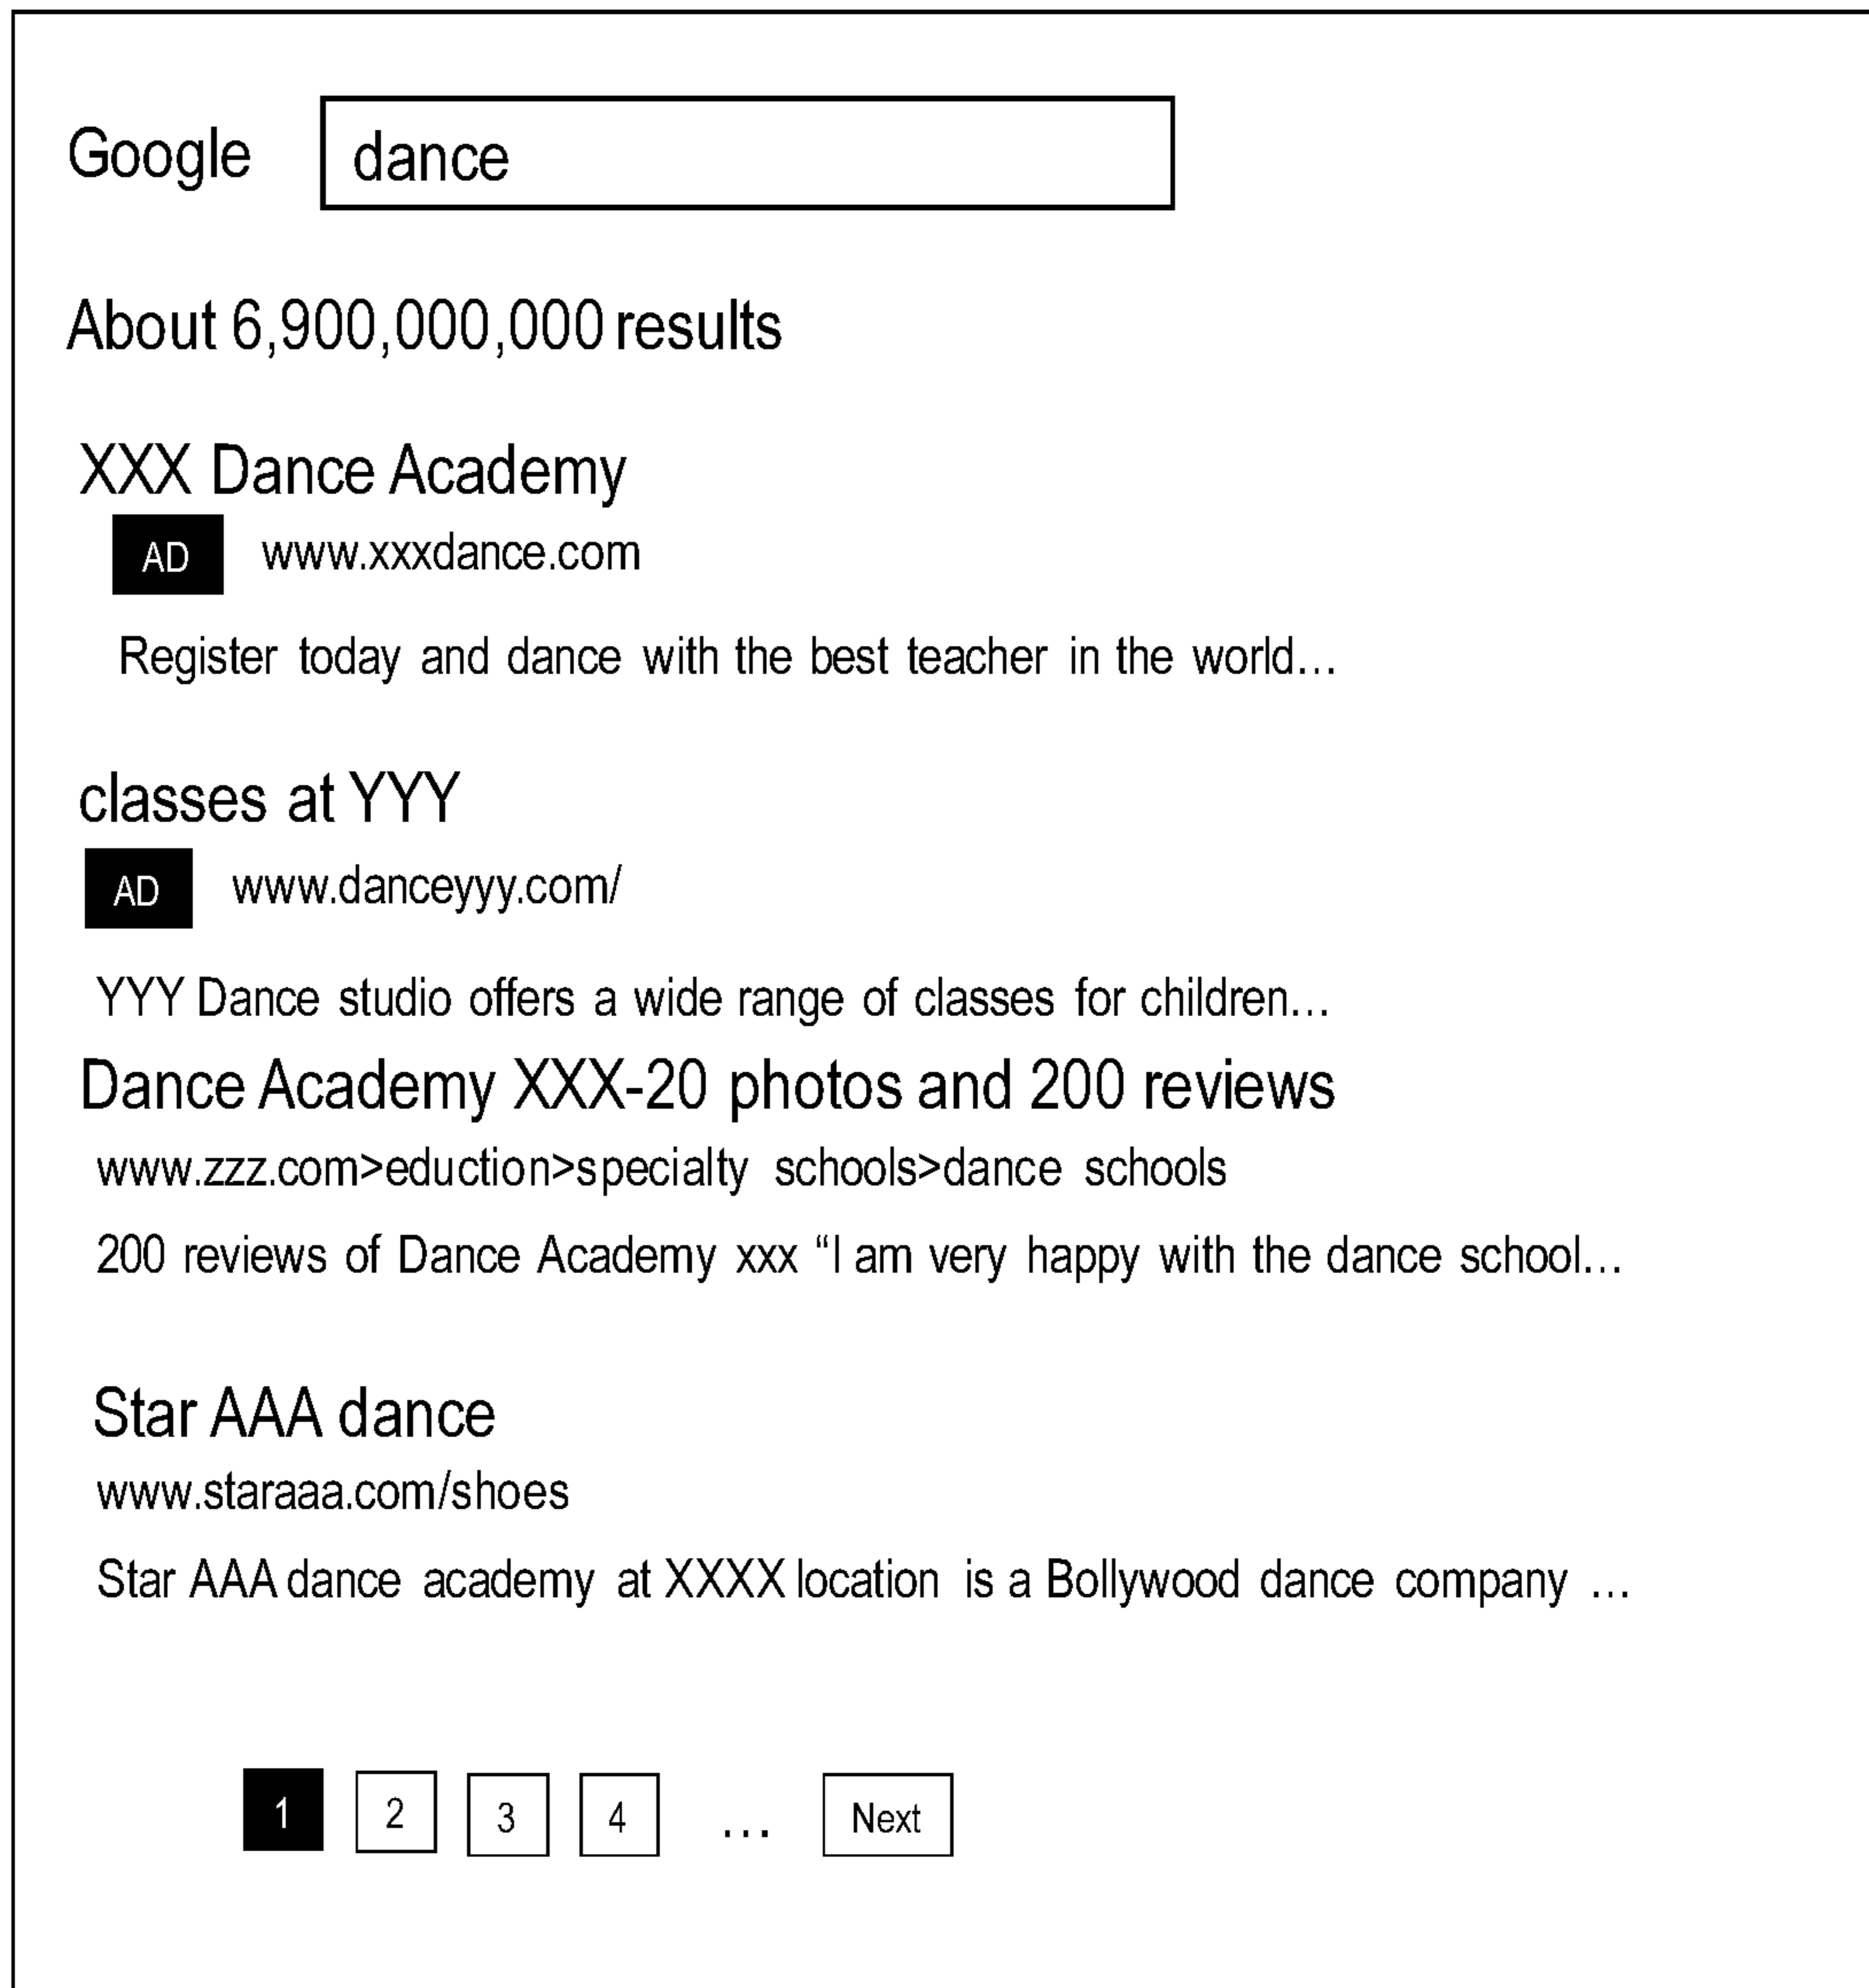 Google dance
About 6,900,000,000 results
XXX Dance Academy
AD www.xxxdance.com
Register today and dance with the best teacher in the world...
classes at YYY
AD www.danceyyy.com/
YYY Dance studio offers a wide range of classes for children...
Dance Academy XXX-20 photos and 200 reviews
www.zzz.com>eduction>specialty schools>dance schools
200 reviews of Dance Academy xxx “I am very happy with the dance school...
Star AAA dance
www.staraaa.com/shoes
Star AAA dance academy at XXXX location is a Bollywood dance company ...
1 2 3 4 ... Next